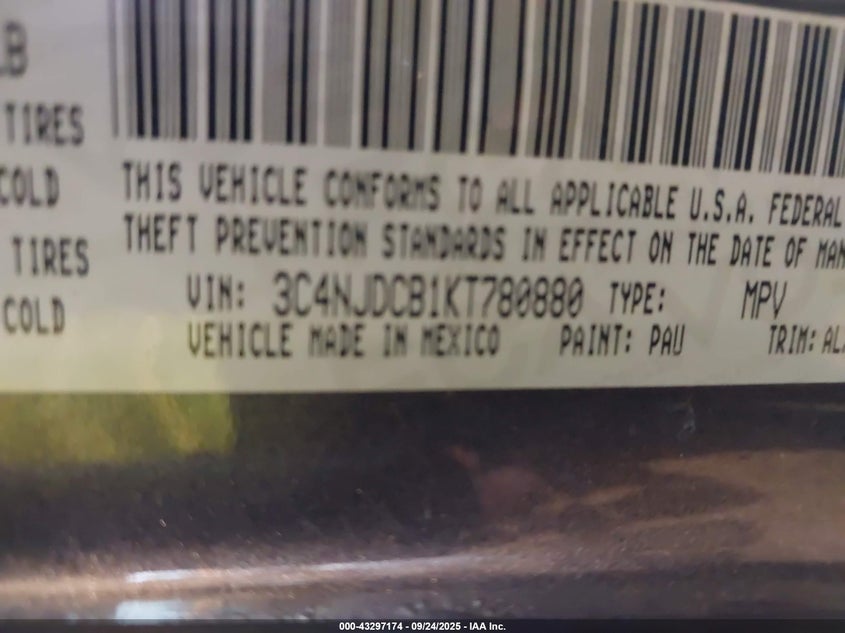 LB
TIRES
COLD
TIRES
COLD
THIS VEHICLE CONFORMS TO ALL APPLICABLE U.S.A. FEDERAL
THEFT PREVENTION STANDARDS IN EFFECT ON THE DATE OF MAN
VIN: 3C4NJDCB1KT780880 TYPE: MPV
VEHICLE MADE IN MEXICO PAINT: PAU TRIM: AL
000-43297174 - 09/24/2025 - IAA Inc.